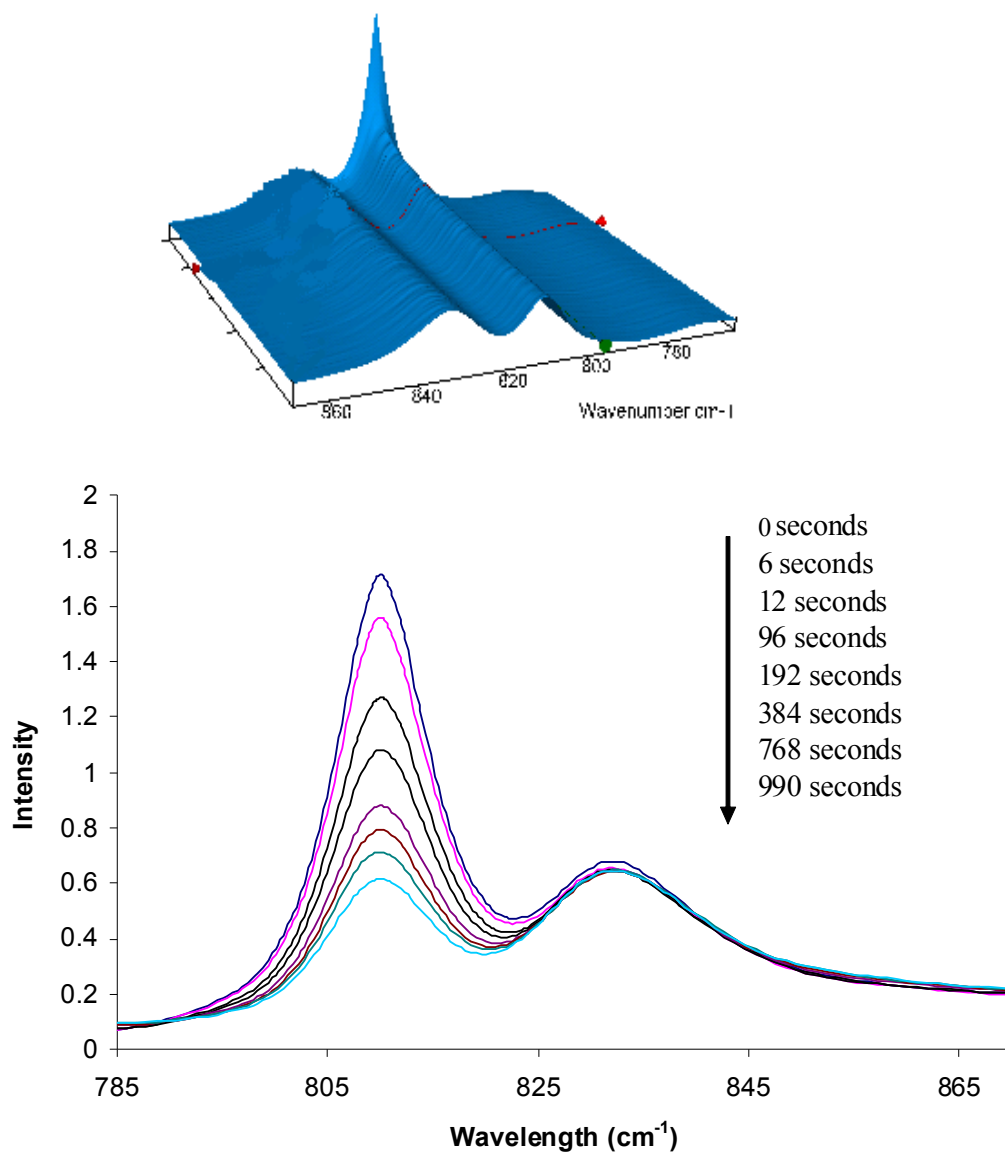 860
840
820
800
780
Wavenumber cm-1
2
1.8
1.6
1.4
1.2
1
0.8
0.6
0.4
0.2
0
Intensity
0 seconds
6 seconds
12 seconds
96 seconds
192 seconds
384 seconds
768 seconds
990 seconds
785
805
825
845
865
Wavelength (cm⁻¹)